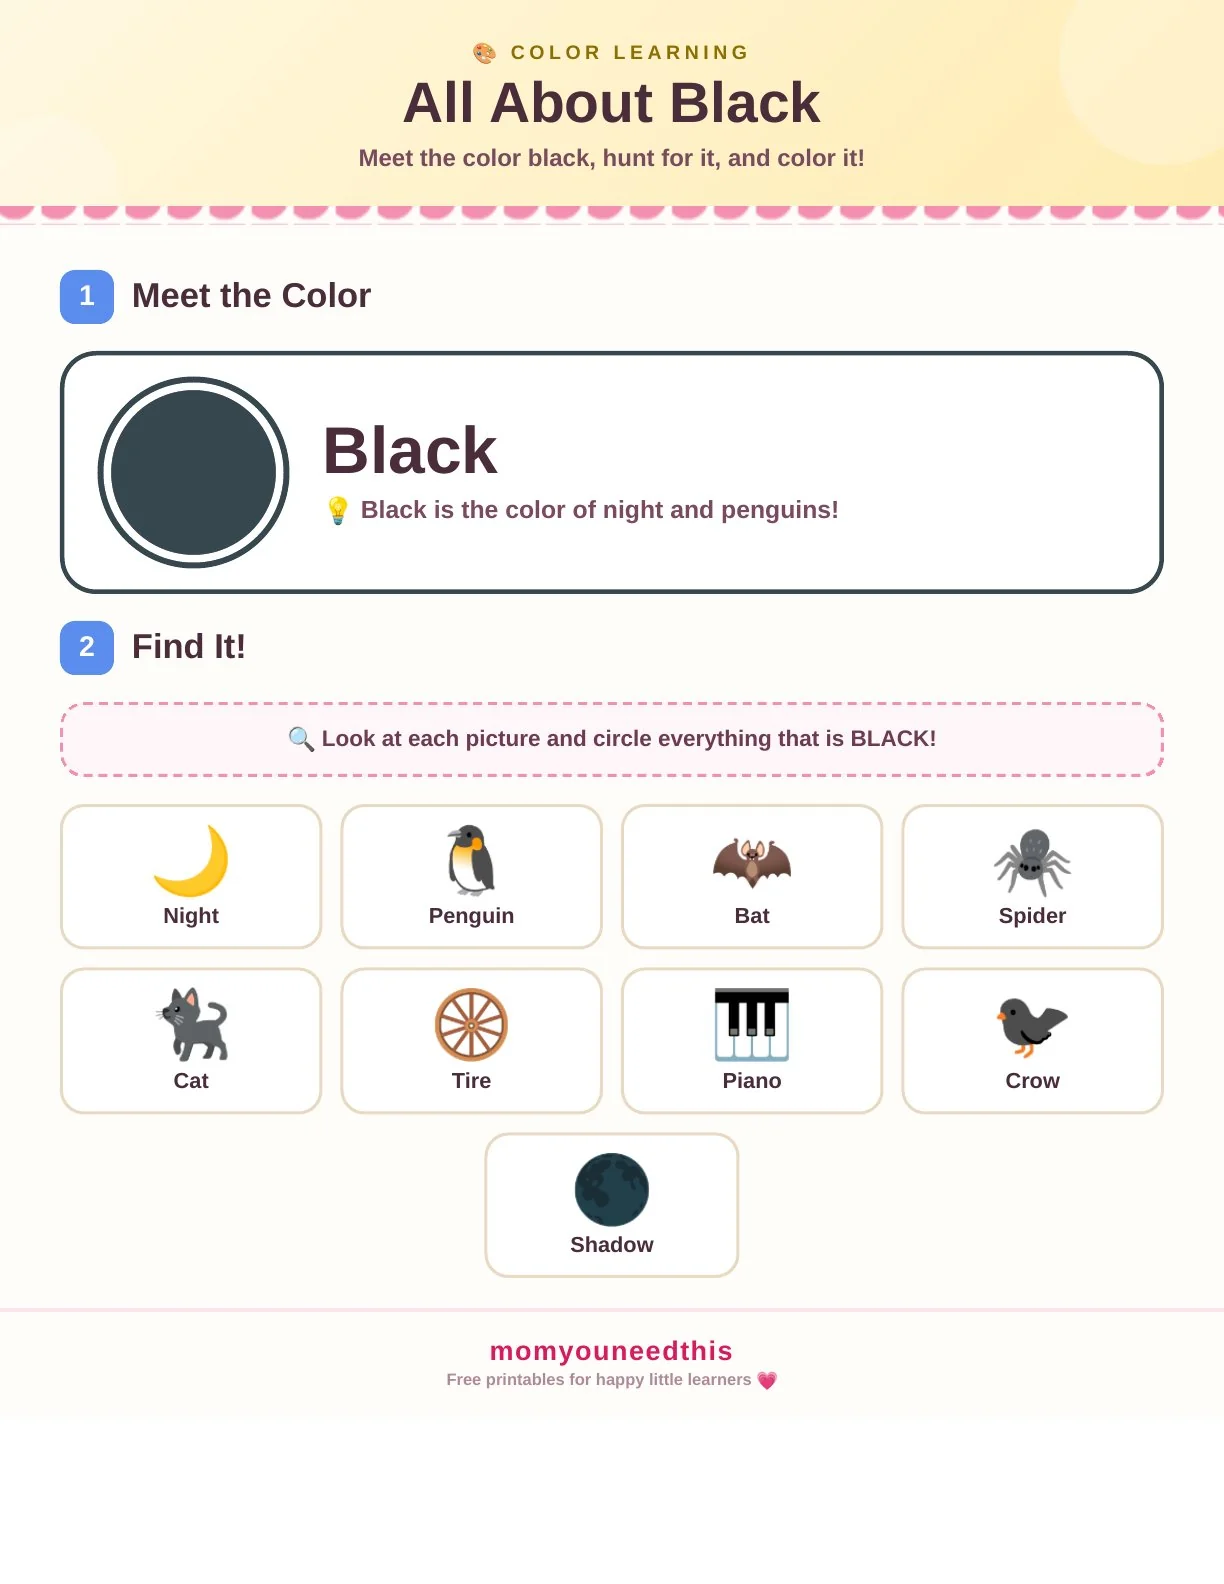 🎨 COLOR LEARNING
All About Black
Meet the color black, hunt for it, and color it!
1 Meet the Color
Black
💡 Black is the color of night and penguins!
2 Find It!
🔍 Look at each picture and circle everything that is BLACK!
Night Penguin Bat Spider
Cat Tire Piano Crow
Shadow
momyouneedthis
Free printables for happy little learners 💗